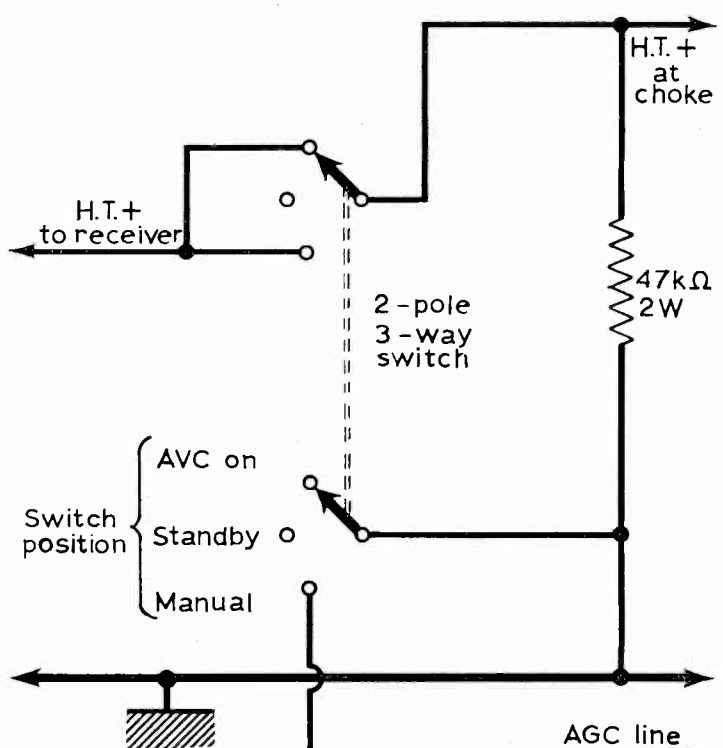 H.T.+
at
choke
H.T.+
to receiver
47kΩ
2W
2-pole
3-way
switch
AVC on
Switch
position
Standby
Manual
AGC line